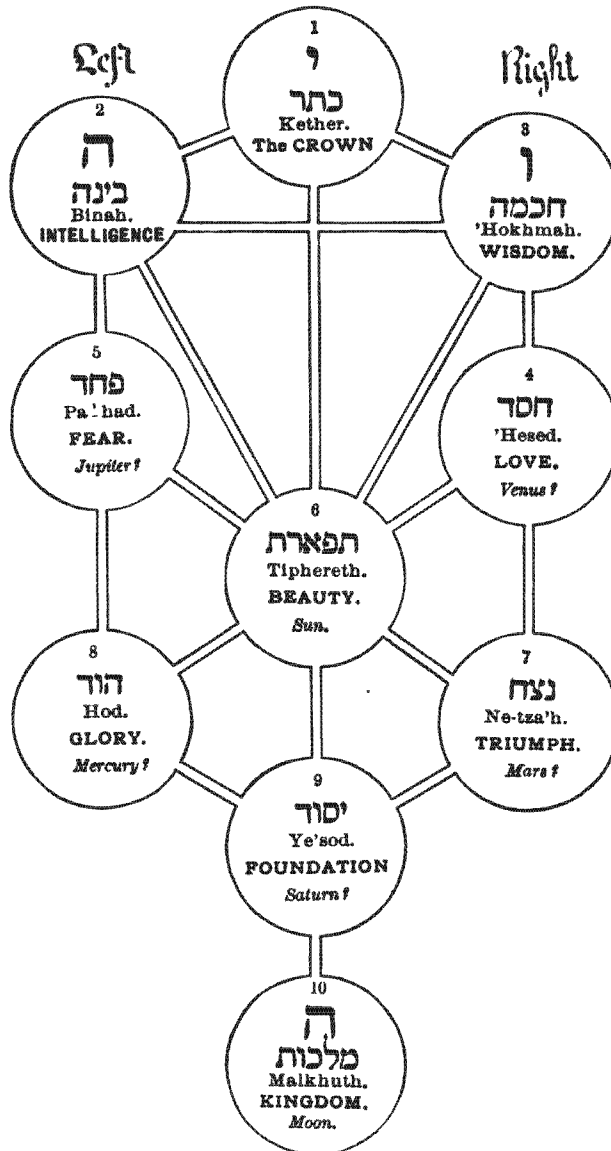 Left
Right
1
י
כתר
Kether.
The CROWN
2
ה
בינה
Binah.
INTELLIGENCE
3
ו
חכמה
'Hokhmah.
WISDOM.
5
פחד
Pa'had.
FEAR.
Jupiter?
4
חסד
'Hesed.
LOVE.
Venus?
6
תפארת
Tiphereth.
BEAUTY.
Sun.
8
הוד
Hod.
GLORY.
Mercury?
7
נצח
Ne-tza'h.
TRIUMPH.
Mars?
9
יסוד
Ye'sod.
FOUNDATION
Saturn?
10
ה
מלכות
Malkhuth.
KINGDOM.
Moon.